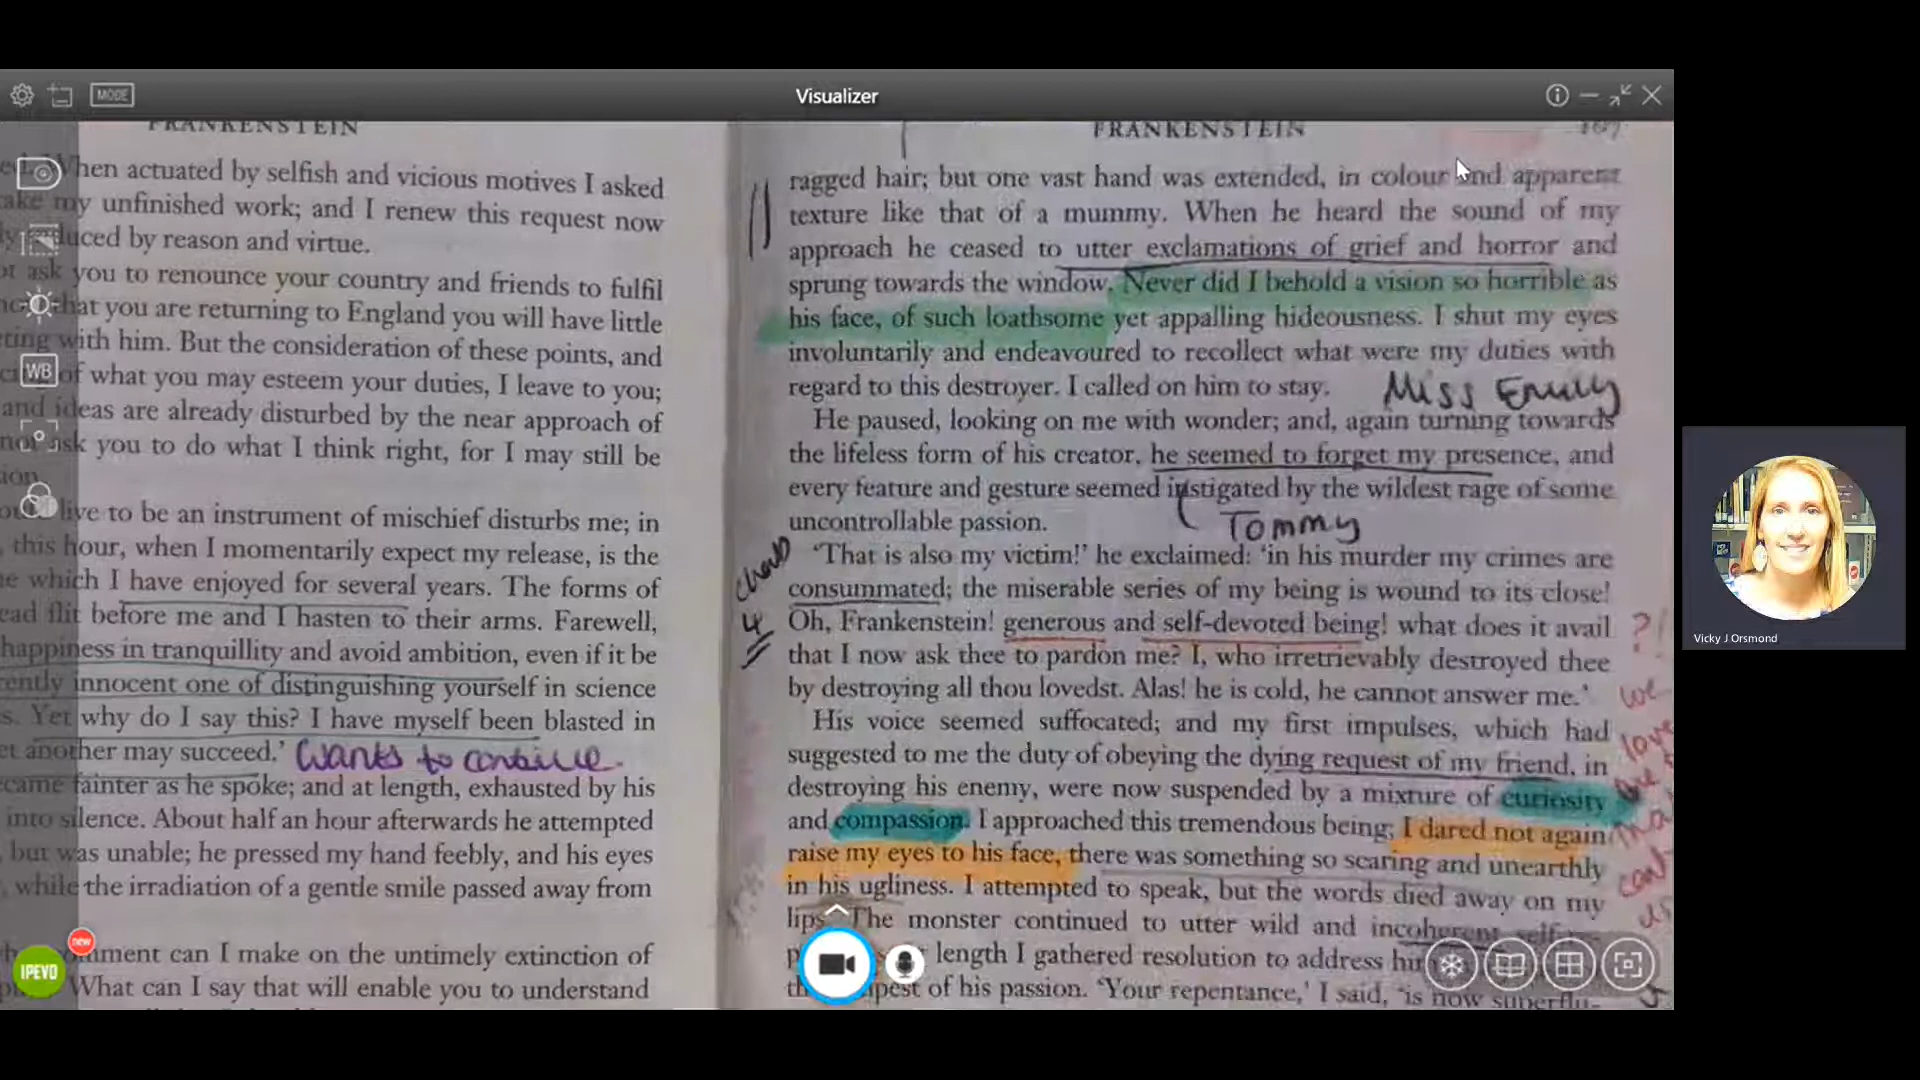 MODE
Visualizer
FRANKENSTEIN
When actuated by selfish and vicious motives I asked
my unfinished work; and I renew this request now
by reason and virtue.
ask you to renounce your country and friends to fulfil
that you are returning to England you will have little
with him. But the consideration of these points, and
of what you may esteem your duties, I leave to you;
and ideas are already disturbed by the near approach of
ask you to do what I think right, for I may still be
live to be an instrument of mischief disturbs me; in
this hour, when I momentarily expect my release, is the
which I have enjoyed for several years. The forms of
flit before me and I hasten to their arms. Farewell,
happiness in tranquillity and avoid ambition, even if it be
innocent one of distinguishing yourself in science
Yet why do I say this? I have myself been blasted in
another may succeed.' Wants to continue.
fainter as he spoke; and at length, exhausted by his
into silence. About half an hour afterwards he attempted
but was unable; he pressed my hand feebly, and his eyes
while the irradiation of a gentle smile passed away from
can I make on the untimely extinction of
What can I say that will enable you to understand
WB
new
IPEVO
FRANKENSTEIN
ragged hair; but one vast hand was extended, in colour and apparent
texture like that of a mummy. When he heard the sound of my
approach he ceased to utter exclamations of grief and horror and
sprung towards the window. Never did I behold a vision so horrible as
his face, of such loathsome yet appalling hideousness. I shut my eyes
involuntarily and endeavoured to recollect what were my duties with
regard to this destroyer. I called on him to stay. Miss Emily
He paused, looking on me with wonder; and, again turning towards
the lifeless form of his creator, he seemed to forget my presence, and
every feature and gesture seemed instigated by the wildest rage of some
uncontrollable passion. Tommy
'That is also my victim!' he exclaimed: 'in his murder my crimes are
consummated; the miserable series of my being is wound to its close!
4 Oh, Frankenstein! generous and self-devoted being! what does it avail ?!
that I now ask thee to pardon me? I, who irretrievably destroyed thee
by destroying all thou lovedst. Alas! he is cold, he cannot answer me.' we
His voice seemed suffocated; and my first impulses, which had
suggested to me the duty of obeying the dying request of my friend, in love
destroying his enemy, were now suspended by a mixture of curiosity
and compassion. I approached this tremendous being; I dared not again
raise my eyes to his face, there was something so scaring and unearthly
in his ugliness. I attempted to speak, but the words died away on my
lips. The monster continued to utter wild and incoherent
length I gathered resolution to address
of his passion. 'Your repentance,' I said, 'is now
Vicky J Orsmond